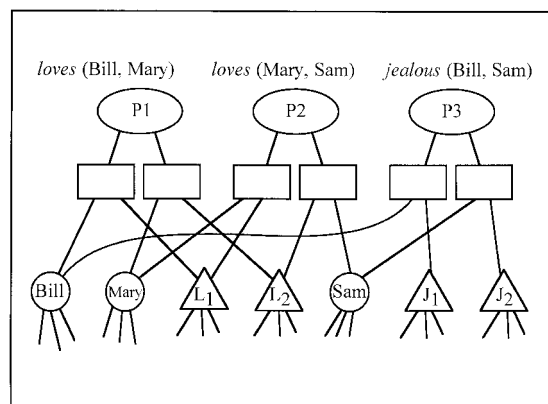 loves (Bill, Mary) loves (Mary, Sam) jealous (Bill, Sam)
P1 P2 P3
Bill Mary L1 L2 Sam J1 J2